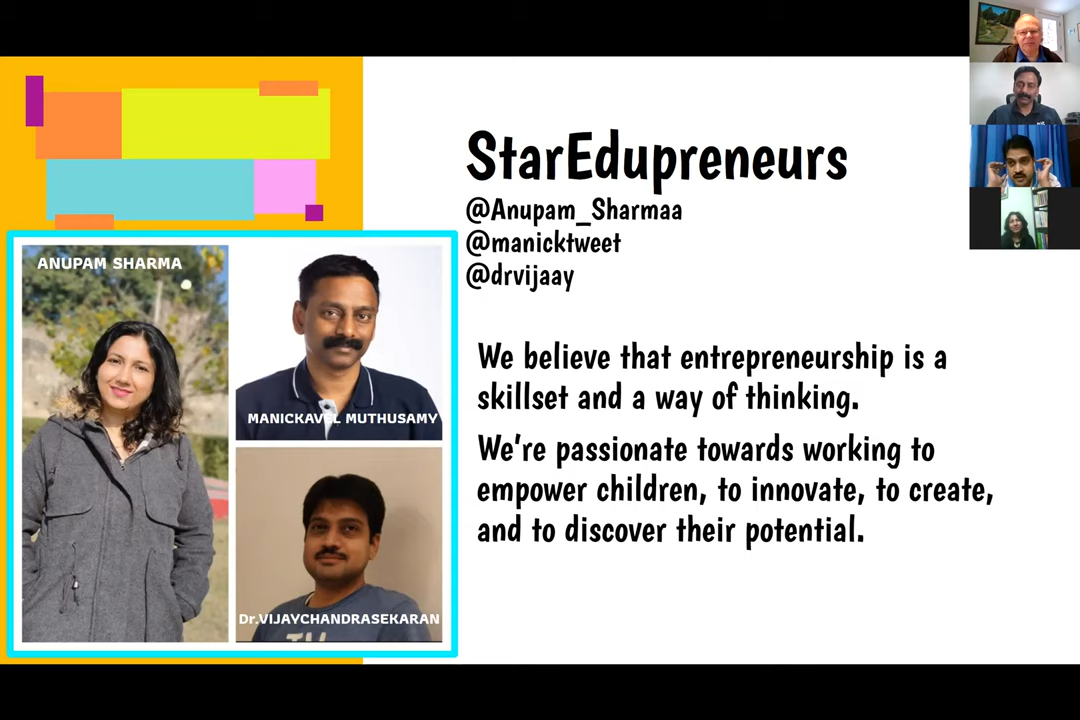 StarEdupreneurs
@Anupam_Sharmaa
@manicktweet
@drvijaay
ANUPAM SHARMA
MANICKAVEL MUTHUSAMY
Dr.VIJAYCHANDRASEKARAN
We believe that entrepreneurship is a
skillset and a way of thinking.
We're passionate towards working to
empower children, to innovate, to create,
and to discover their potential.